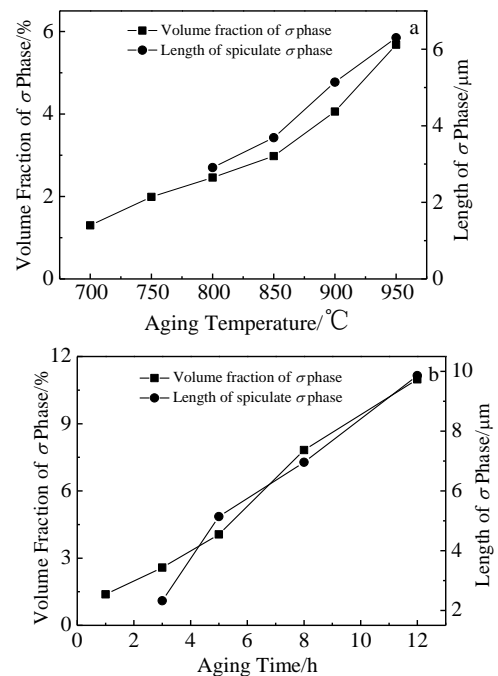 a
Volume fraction of σ Phase
Length of spiculate σ phase
Volume Fraction of σ Phase/%
6
4
2
0
Length of σ Phase/μm
6
4
2
0
700 750 800 850 900 950
Aging Temperature/℃
b
Volume fraction of σ phase
Length of spiculate σ phase
Volume Fraction of σ Phase/%
12
9
6
3
0
Length of σ Phase/μm
10
8
6
4
2
0 2 4 6 8 10 12
Aging Time/h